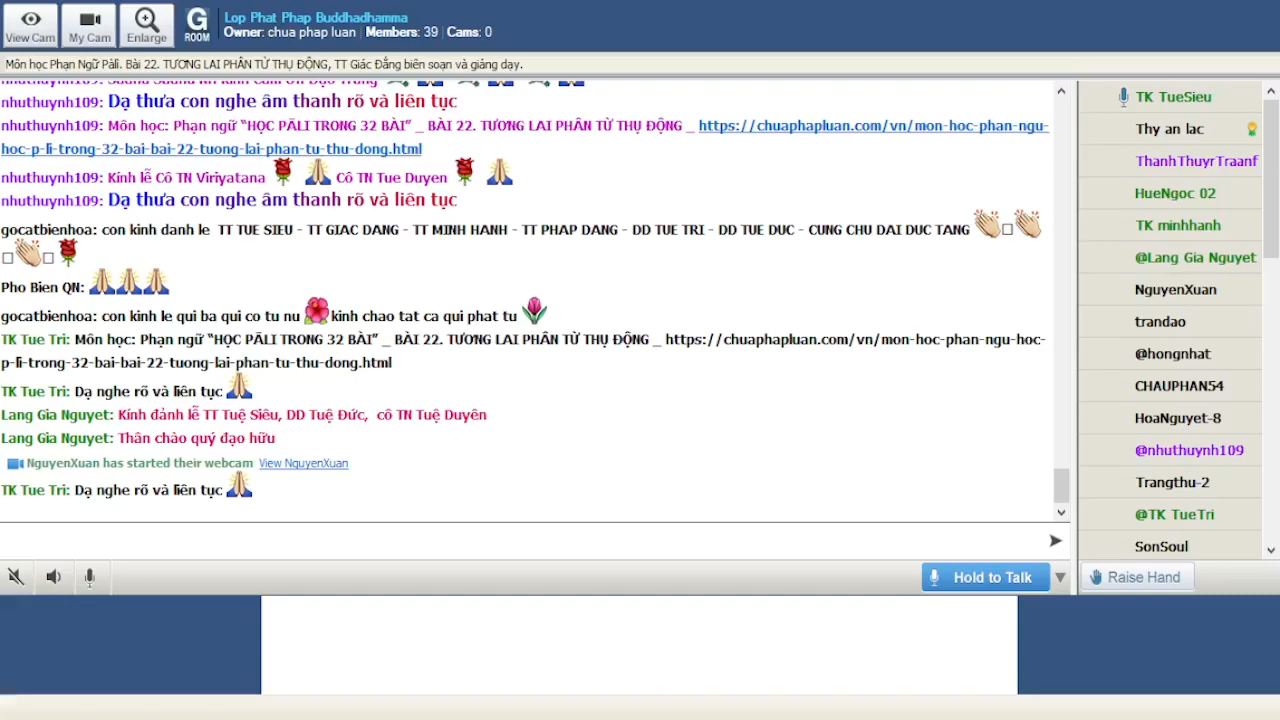 View Cam
My Cam
Enlarge
G ROOM
Lop Phat Phap Buddhadhamma
Owner: chua phap luan Members: 39 Cams: 0
Môn học Phạn Ngữ Pàli. Bài 22. TƯƠNG LAI PHÂN TỪ THỤ ĐỘNG, TT Giác Đẳng biên soạn và giảng dạy.
nhuthuynh109: Dạ thưa con nghe âm thanh rõ và liên tục
nhuthuynh109: Môn học: Phạn ngữ “HỌC PĀLI TRONG 32 BÀI” _ BÀI 22. TƯƠNG LAI PHÂN TỪ THỤ ĐỘNG _ https://chuaphapluan.com/vn/mon-hoc-phan-ngu-
hoc-p-li-trong-32-bai-bai-22-tuong-lai-phan-tu-thu-dong.html
nhuthuynh109: Kính lễ Cô TN Viriyatana Cô TN Tue Duyen
nhuthuynh109: Dạ thưa con nghe âm thanh rõ và liên tục
gocatbienhoa: con kinh danh le TT TUE SIEU - TT GIAC DANG - TT MINH HANH - TT PHAP DANG - DD TUE TRI - DD TUE DUC - CUNG CHU DAI DUC TANG
Pho Bien QN:
gocatbienhoa: con kinh le qui ba qui co tu nu kinh chao tat ca qui phat tu
TK Tue Tri: Môn học: Phạn ngữ “HỌC PĀLI TRONG 32 BÀI” _ BÀI 22. TƯƠNG LAI PHÂN TỪ THỤ ĐỘNG _ https://chuaphapluan.com/vn/mon-hoc-phan-ngu-hoc-
p-li-trong-32-bai-bai-22-tuong-lai-phan-tu-thu-dong.html
TK Tue Tri: Dạ nghe rõ và liên tục
Lang Gia Nguyet: Kính đảnh lễ TT Tuệ Siêu, DD Tuệ Đức, cô TN Tuệ Duyên
Lang Gia Nguyet: Thân chào quý đạo hữu
NguyenXuan has started their webcam View NguyenXuan
TK Tue Tri: Dạ nghe rõ và liên tục
Hold to Talk
TK TueSieu
Thy an lac
ThanhThuyrTraanf
HueNgoc 02
TK minhhanh
@Lang Gia Nguyet
NguyenXuan
trandao
@hongnhat
CHAUPHAN54
HoaNguyet-8
@nhuthuynh109
Trangthu-2
@TK TueTri
SonSoul
Raise Hand